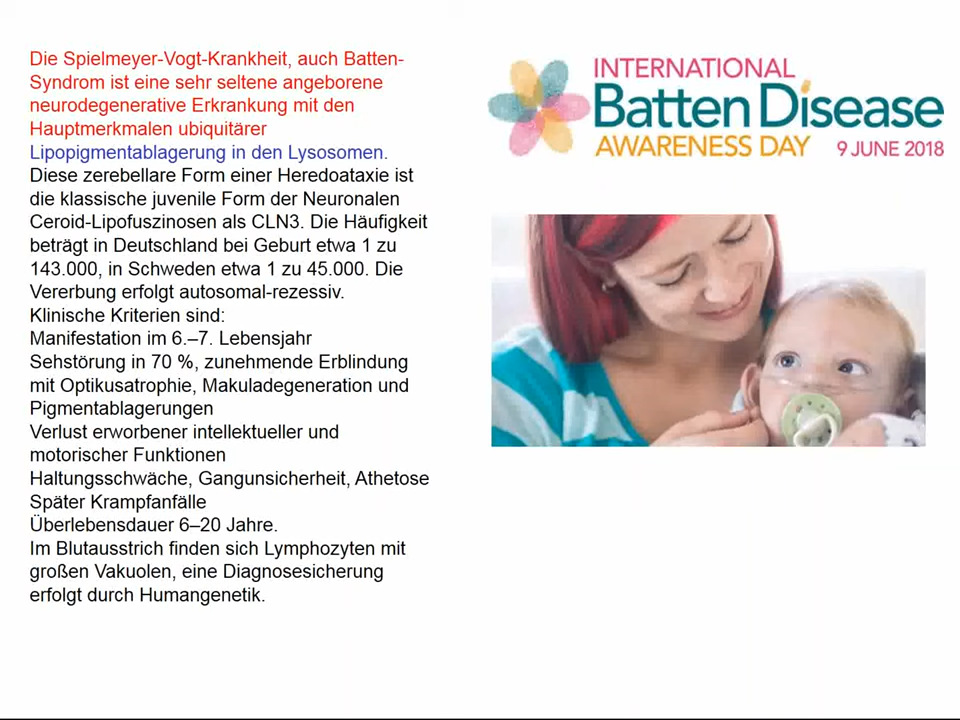 Die Spielmeyer-Vogt-Krankheit, auch Batten-
Syndrom ist eine sehr seltene angeborene
neurodegenerative Erkrankung mit den
Hauptmerkmalen ubiquitärer
Lipopigmentablagerung in den Lysosomen.
Diese zerebellare Form einer Heredoataxie ist
die klassische juvenile Form der Neuronalen
Ceroid-Lipofuszinosen als CLN3. Die Häufigkeit
beträgt in Deutschland bei Geburt etwa 1 zu
143.000, in Schweden etwa 1 zu 45.000. Die
Vererbung erfolgt autosomal-rezessiv.
Klinische Kriterien sind:
Manifestation im 6.–7. Lebensjahr
Sehstörung in 70 %, zunehmende Erblindung
mit Optikusatrophie, Makuladegeneration und
Pigmentablagerungen
Verlust erworbener intellektueller und
motorischer Funktionen
Haltungsschwäche, Gangunsicherheit, Athetose
Später Krampfanfälle
Überlebensdauer 6–20 Jahre.
Im Blutausstrich finden sich Lymphozyten mit
großen Vakuolen, eine Diagnosesicherung
erfolgt durch Humangenetik.
INTERNATIONAL
Batten Disease
AWARENESS DAY 9 JUNE 2018